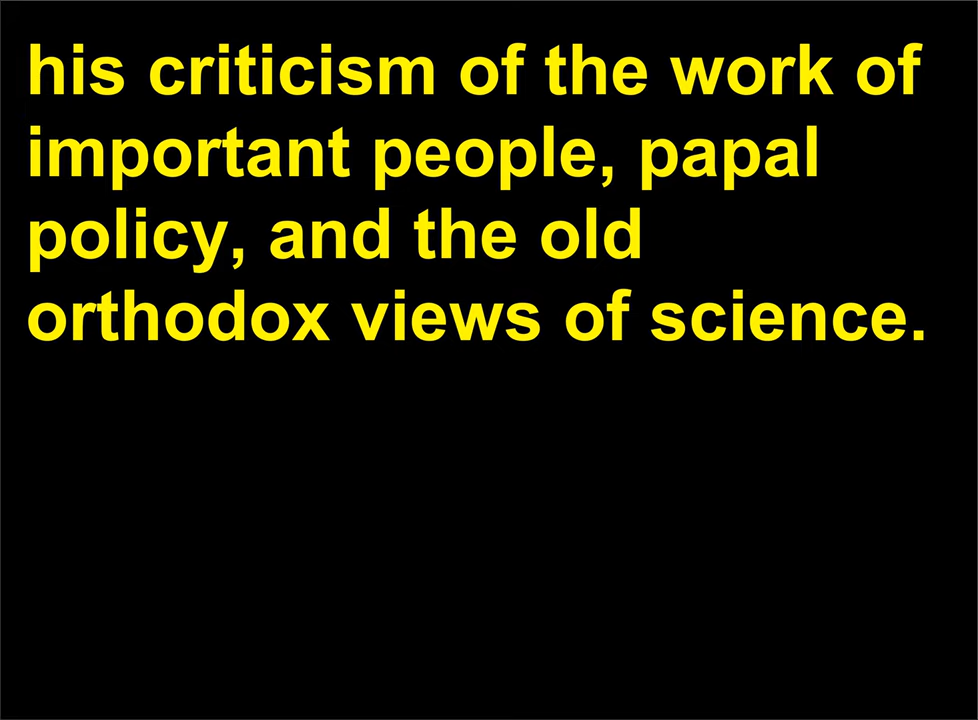 his criticism of the work of
important people, papal
policy, and the old
orthodox views of science.